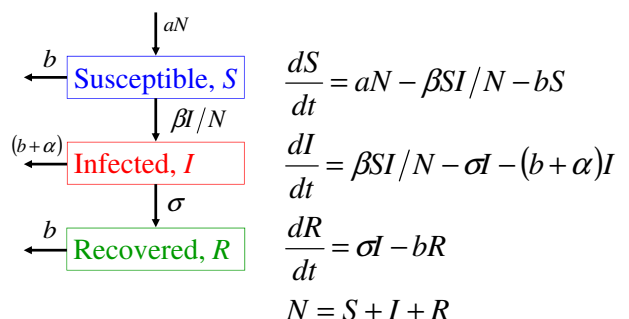 aN
b
Susceptible, S
dS/dt = aN − βSI/N − bS
βI/N
(b+α)
Infected, I
dI/dt = βSI/N − σI − (b + α)I
σ
b
Recovered, R
dR/dt = σI − bR
N = S + I + R